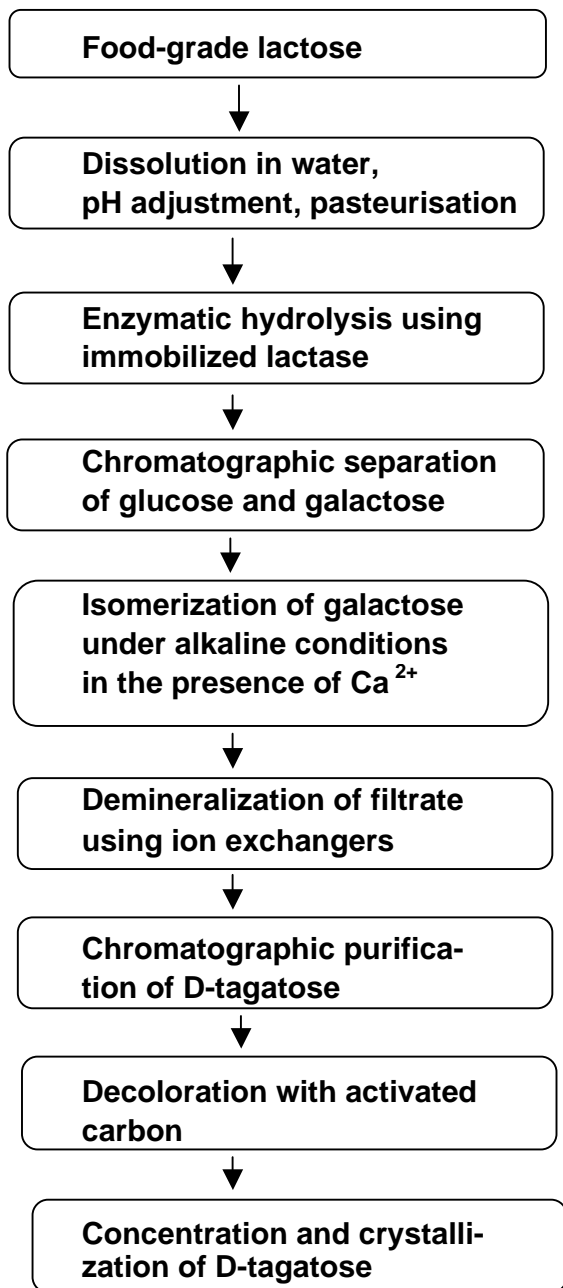 Food-grade lactose
Dissolution in water,
pH adjustment, pasteurisation
Enzymatic hydrolysis using
immobilized lactase
Chromatographic separation
of glucose and galactose
Isomerization of galactose
under alkaline conditions
in the presence of Ca 2+
Demineralization of filtrate
using ion exchangers
Chromatographic purifica-
tion of D-tagatose
Decoloration with activated
carbon
Concentration and crystalli-
zation of D-tagatose